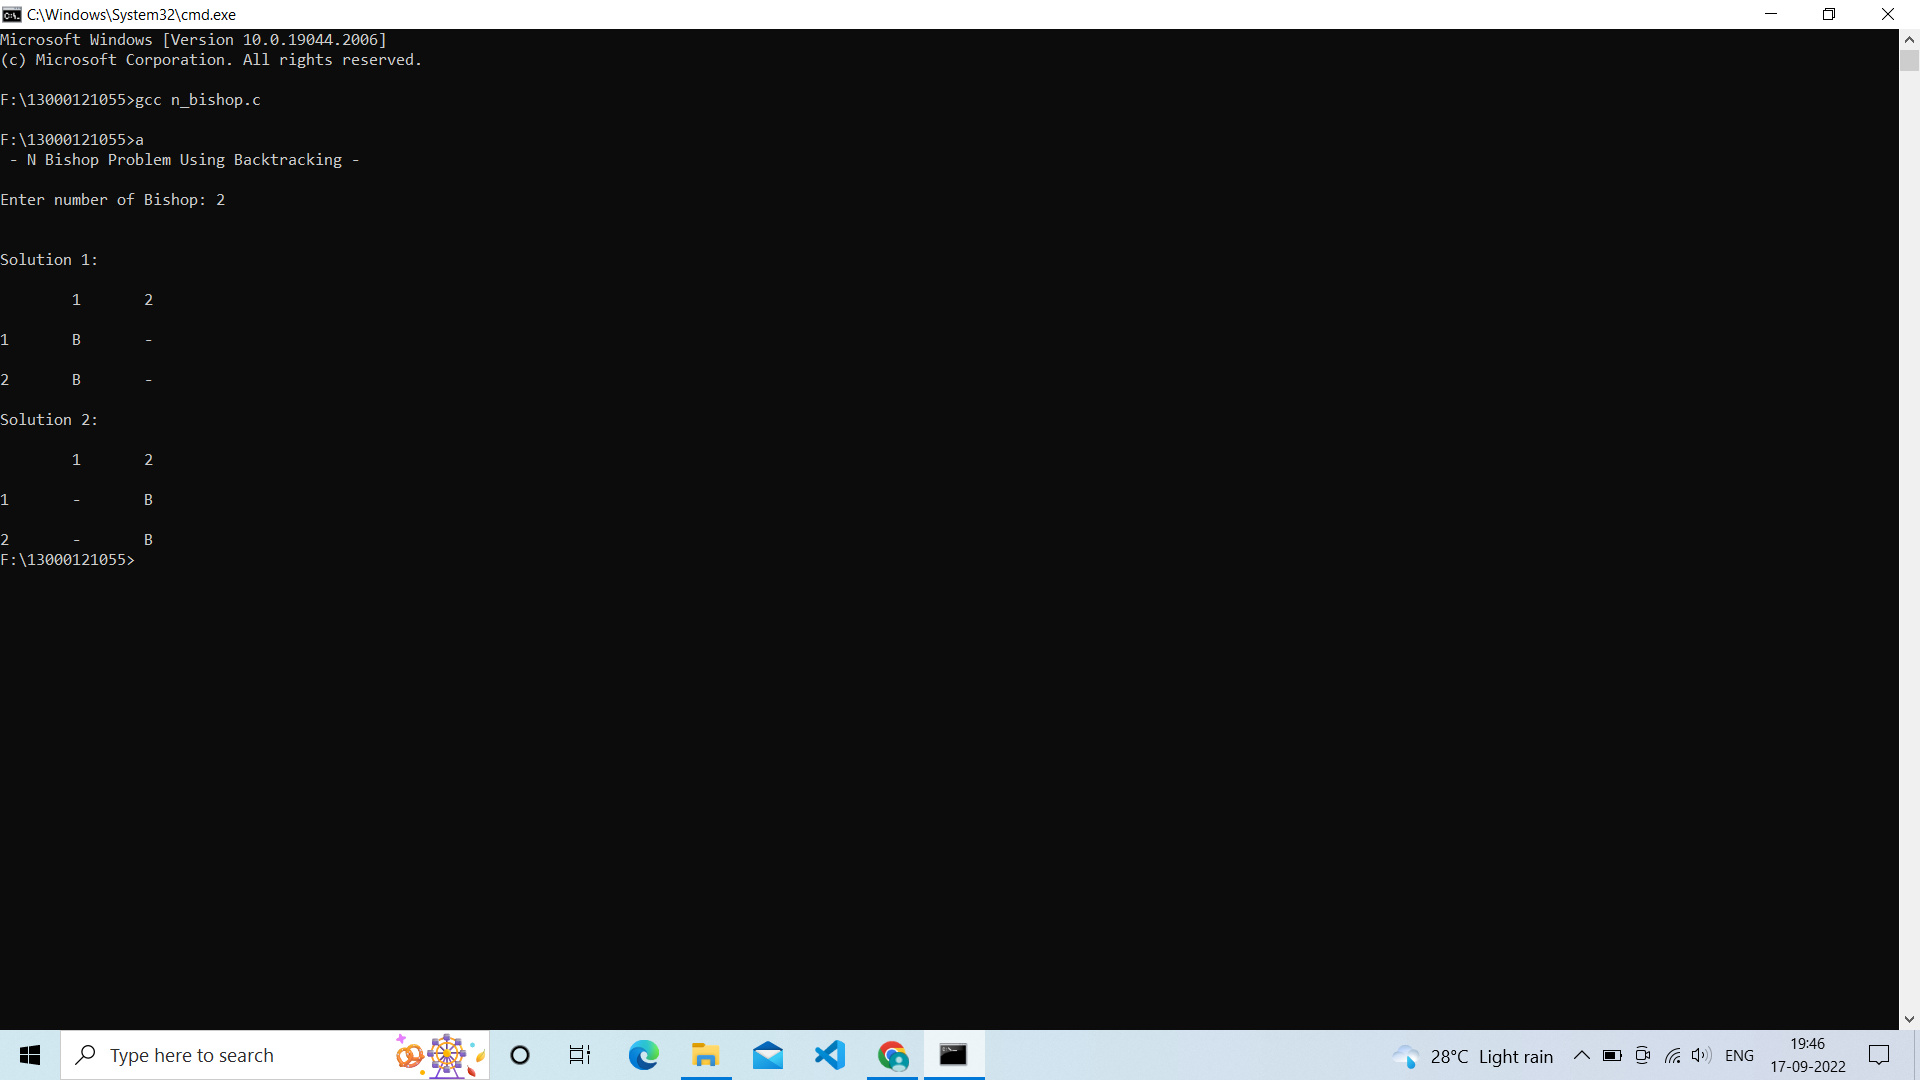 C:\Windows\System32\cmd.exe
Microsoft Windows [Version 10.0.19044.2006]
(c) Microsoft Corporation. All rights reserved.
F:\13000121055>gcc n_bishop.c
F:\13000121055>a
- N Bishop Problem Using Backtracking -
Enter number of Bishop: 2
Solution 1:
1 2
1 B -
2 B -
Solution 2:
1 2
1 - B
2 - B
F:\13000121055>
Type here to search
28°C Light rain
ENG
19:46
17-09-2022